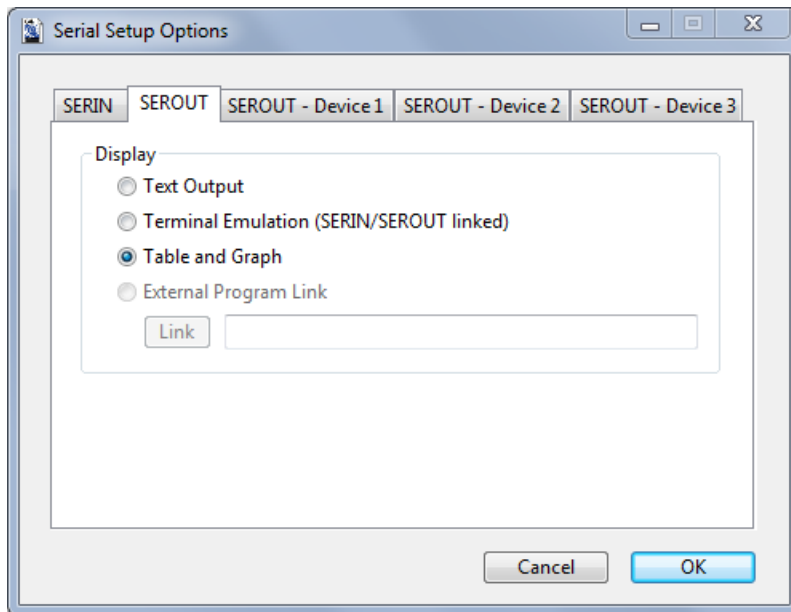 Serial Setup Options
SERIN SEROUT SEROUT - Device 1 SEROUT - Device 2 SEROUT - Device 3
Display
Text Output
Terminal Emulation (SERIN/SEROUT linked)
Table and Graph
External Program Link
Link
Cancel OK